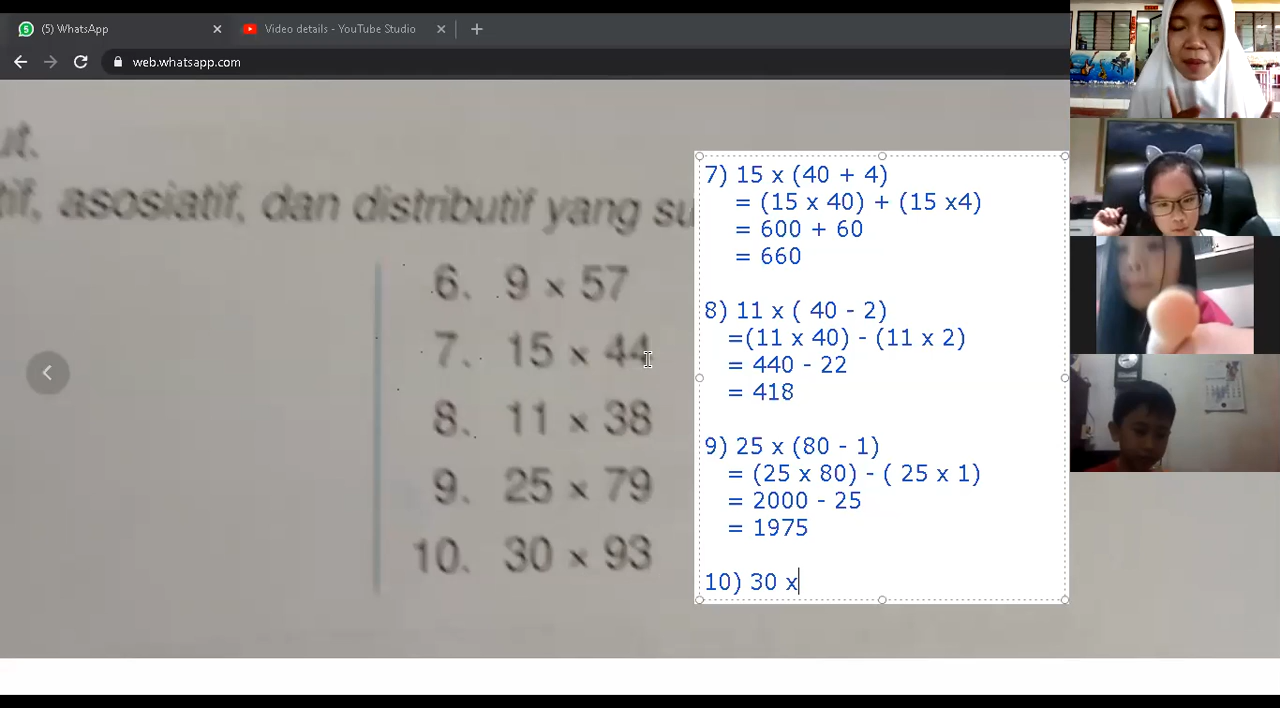 (5) WhatsApp
Video details - YouTube Studio
web.whatsapp.com
ut.
tif, asosiatif, dan distributif yang su
6. 9 × 57
7. 15 × 44
8. 11 × 38
9. 25 × 79
10. 30 × 93
7) 15 x (40 + 4)
= (15 x 40) + (15 x4)
= 600 + 60
= 660
8) 11 x ( 40 - 2)
=(11 x 40) - (11 x 2)
= 440 - 22
= 418
9) 25 x (80 - 1)
= (25 x 80) - ( 25 x 1)
= 2000 - 25
= 1975
10) 30 x